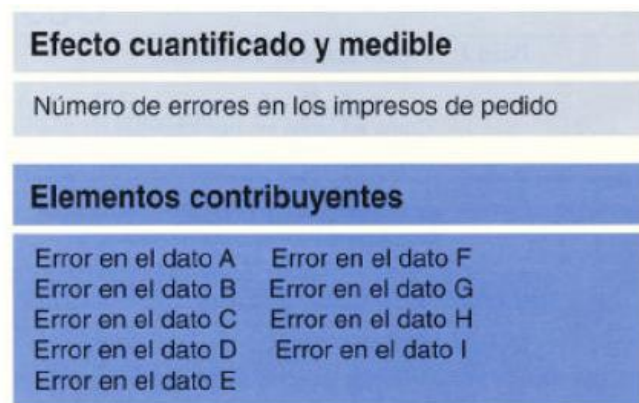 Efecto cuantificado y medible
Número de errores en los impresos de pedido
Elementos contribuyentes
Error en el dato A Error en el dato F
Error en el dato B Error en el dato G
Error en el dato C Error en el dato H
Error en el dato D Error en el dato I
Error en el dato E